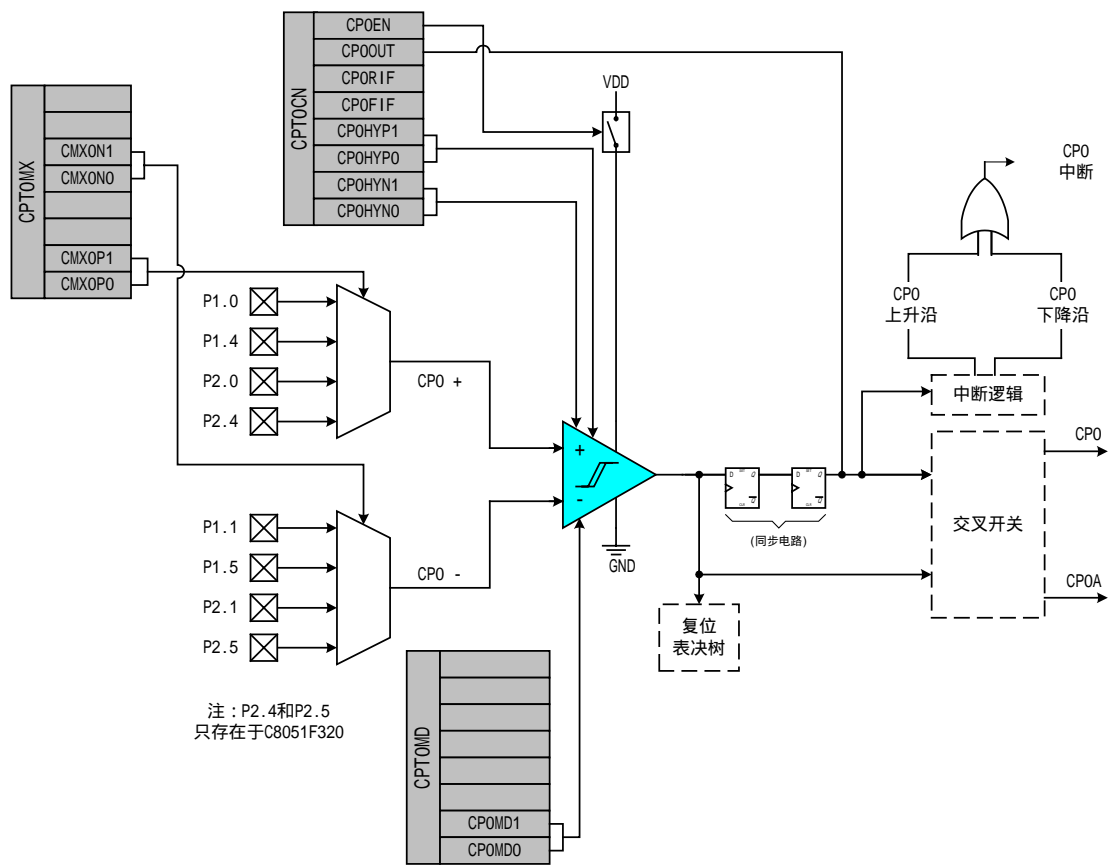 CPT0CN
CP0EN
CP0OUT
CP0RIF
CP0FIF
CP0HYP1
CP0HYP0
CP0HYN1
CP0HYN0
CPT0MX
CMX0N1
CMX0N0
CMX0P1
CMX0P0
VDD
CP0
中断
CP0
上升沿
CP0
下降沿
中断逻辑
P1.0
P1.4
P2.0
P2.4
CP0 +
+
-
GND
D
Q
Q
D
Q
Q
(同步电路)
CP0
交叉开关
CP0A
P1.1
P1.5
P2.1
P2.5
CP0 -
复位
表决树
注：P2.4和P2.5
只存在于C8051F320
CPT0MD
CP0MD1
CP0MD0